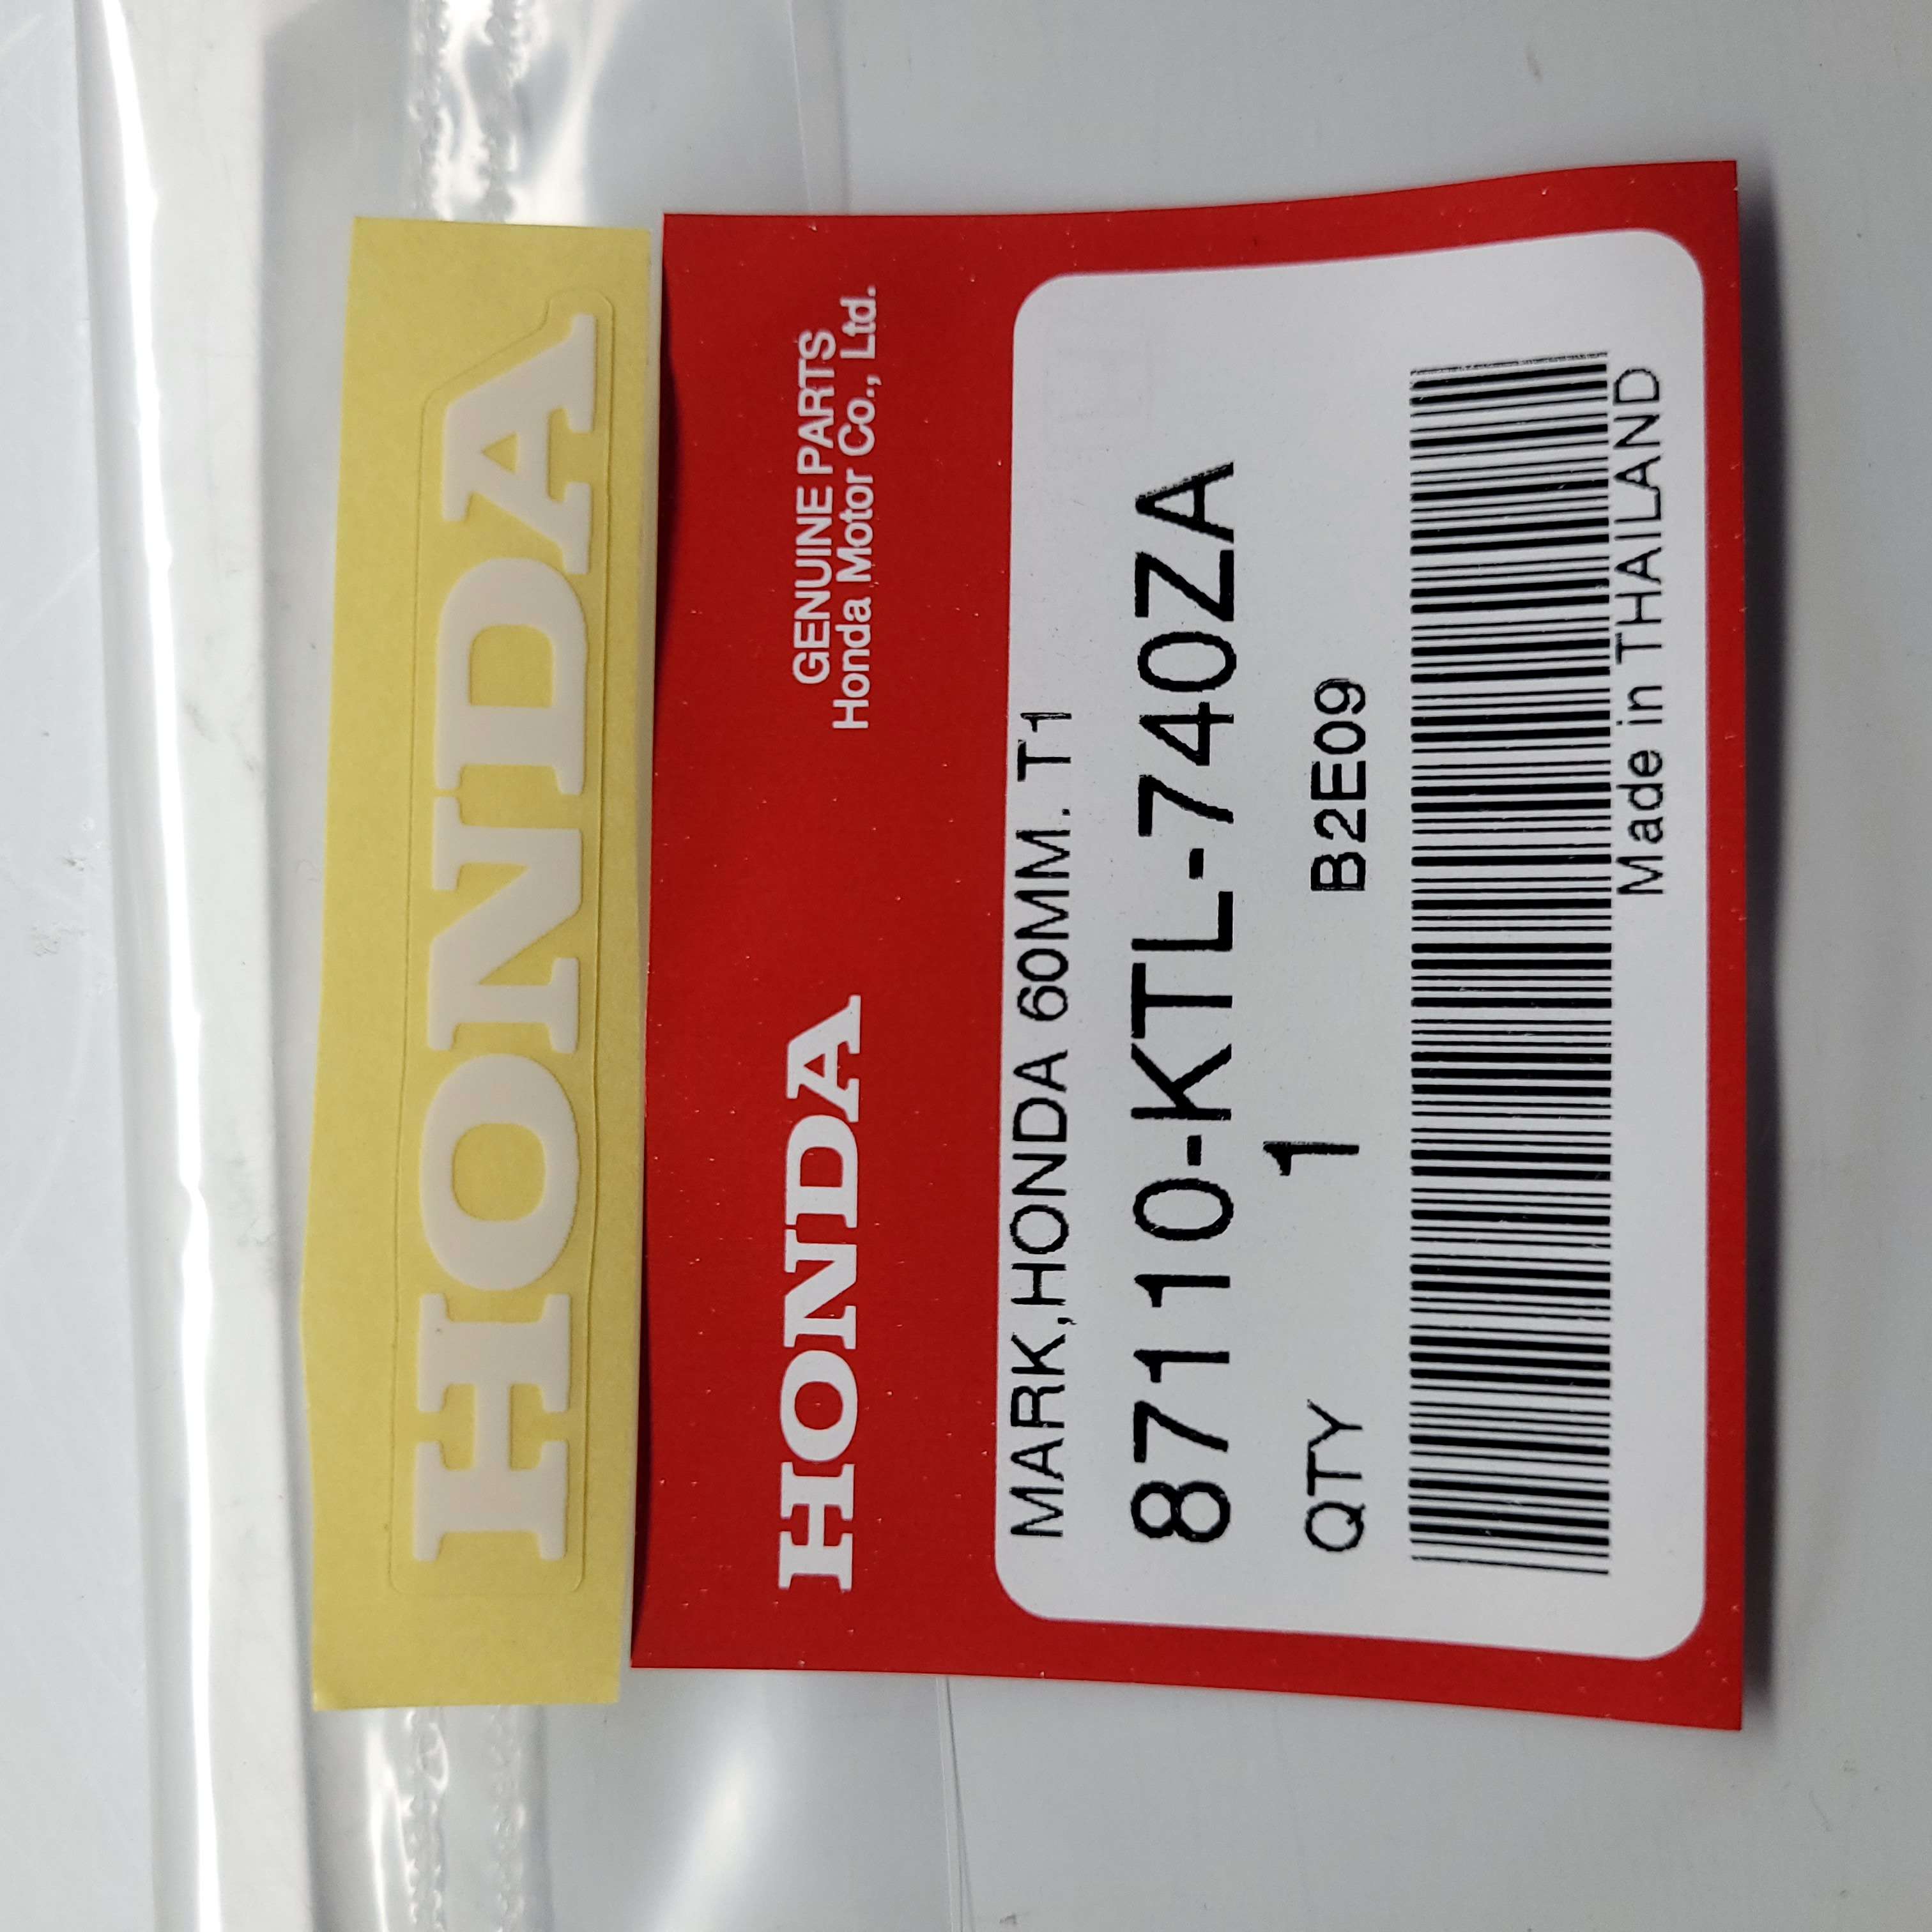 HONDA
HONDA
GENUINE PARTS
Honda Motor Co., Ltd.
MARK,HONDA 60MM. T1
87110-KTL-740ZA
QTY 1 B2E09
Made in THAILAND